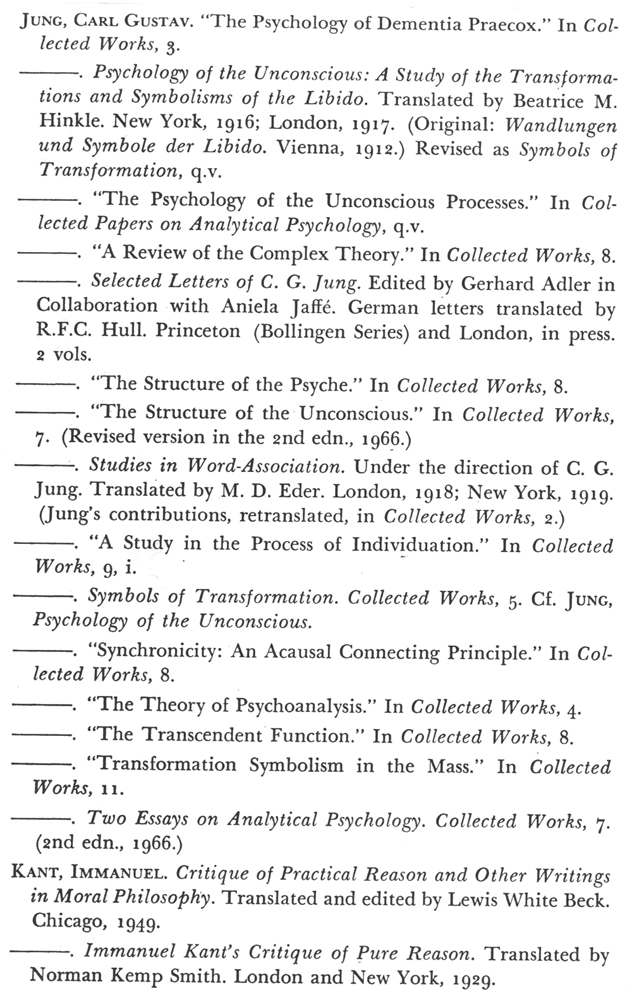 JUNG, CARL GUSTAV. “The Psychology of Dementia Praecox.” In Col-
lected Works, 3.
———. Psychology of the Unconscious: A Study of the Transforma-
tions and Symbolisms of the Libido. Translated by Beatrice M.
Hinkle. New York, 1916; London, 1917. (Original: Wandlungen
und Symbole der Libido. Vienna, 1912.) Revised as Symbols of
Transformation, q.v.
———. “The Psychology of the Unconscious Processes.” In Col-
lected Papers on Analytical Psychology, q.v.
———. “A Review of the Complex Theory.” In Collected Works, 8.
———. Selected Letters of C. G. Jung. Edited by Gerhard Adler in
Collaboration with Aniela Jaffé. German letters translated by
R.F.C. Hull. Princeton (Bollingen Series) and London, in press.
2 vols.
———. “The Structure of the Psyche.” In Collected Works, 8.
———. “The Structure of the Unconscious.” In Collected Works,
7. (Revised version in the 2nd edn., 1966.)
———. Studies in Word-Association. Under the direction of C. G.
Jung. Translated by M. D. Eder. London, 1918; New York, 1919.
(Jung's contributions, retranslated, in Collected Works, 2.)
———. “A Study in the Process of Individuation.” In Collected
Works, 9, i.
———. Symbols of Transformation. Collected Works, 5. Cf. JUNG,
Psychology of the Unconscious.
———. “Synchronicity: An Acausal Connecting Principle.” In Col-
lected Works, 8.
———. “The Theory of Psychoanalysis.” In Collected Works, 4.
———. “The Transcendent Function.” In Collected Works, 8.
———. “Transformation Symbolism in the Mass.” In Collected
Works, 11.
———. Two Essays on Analytical Psychology. Collected Works, 7.
(2nd edn., 1966.)
KANT, IMMANUEL. Critique of Practical Reason and Other Writings
in Moral Philosophy. Translated and edited by Lewis White Beck.
Chicago, 1949.
———. Immanuel Kant's Critique of Pure Reason. Translated by
Norman Kemp Smith. London and New York, 1929.